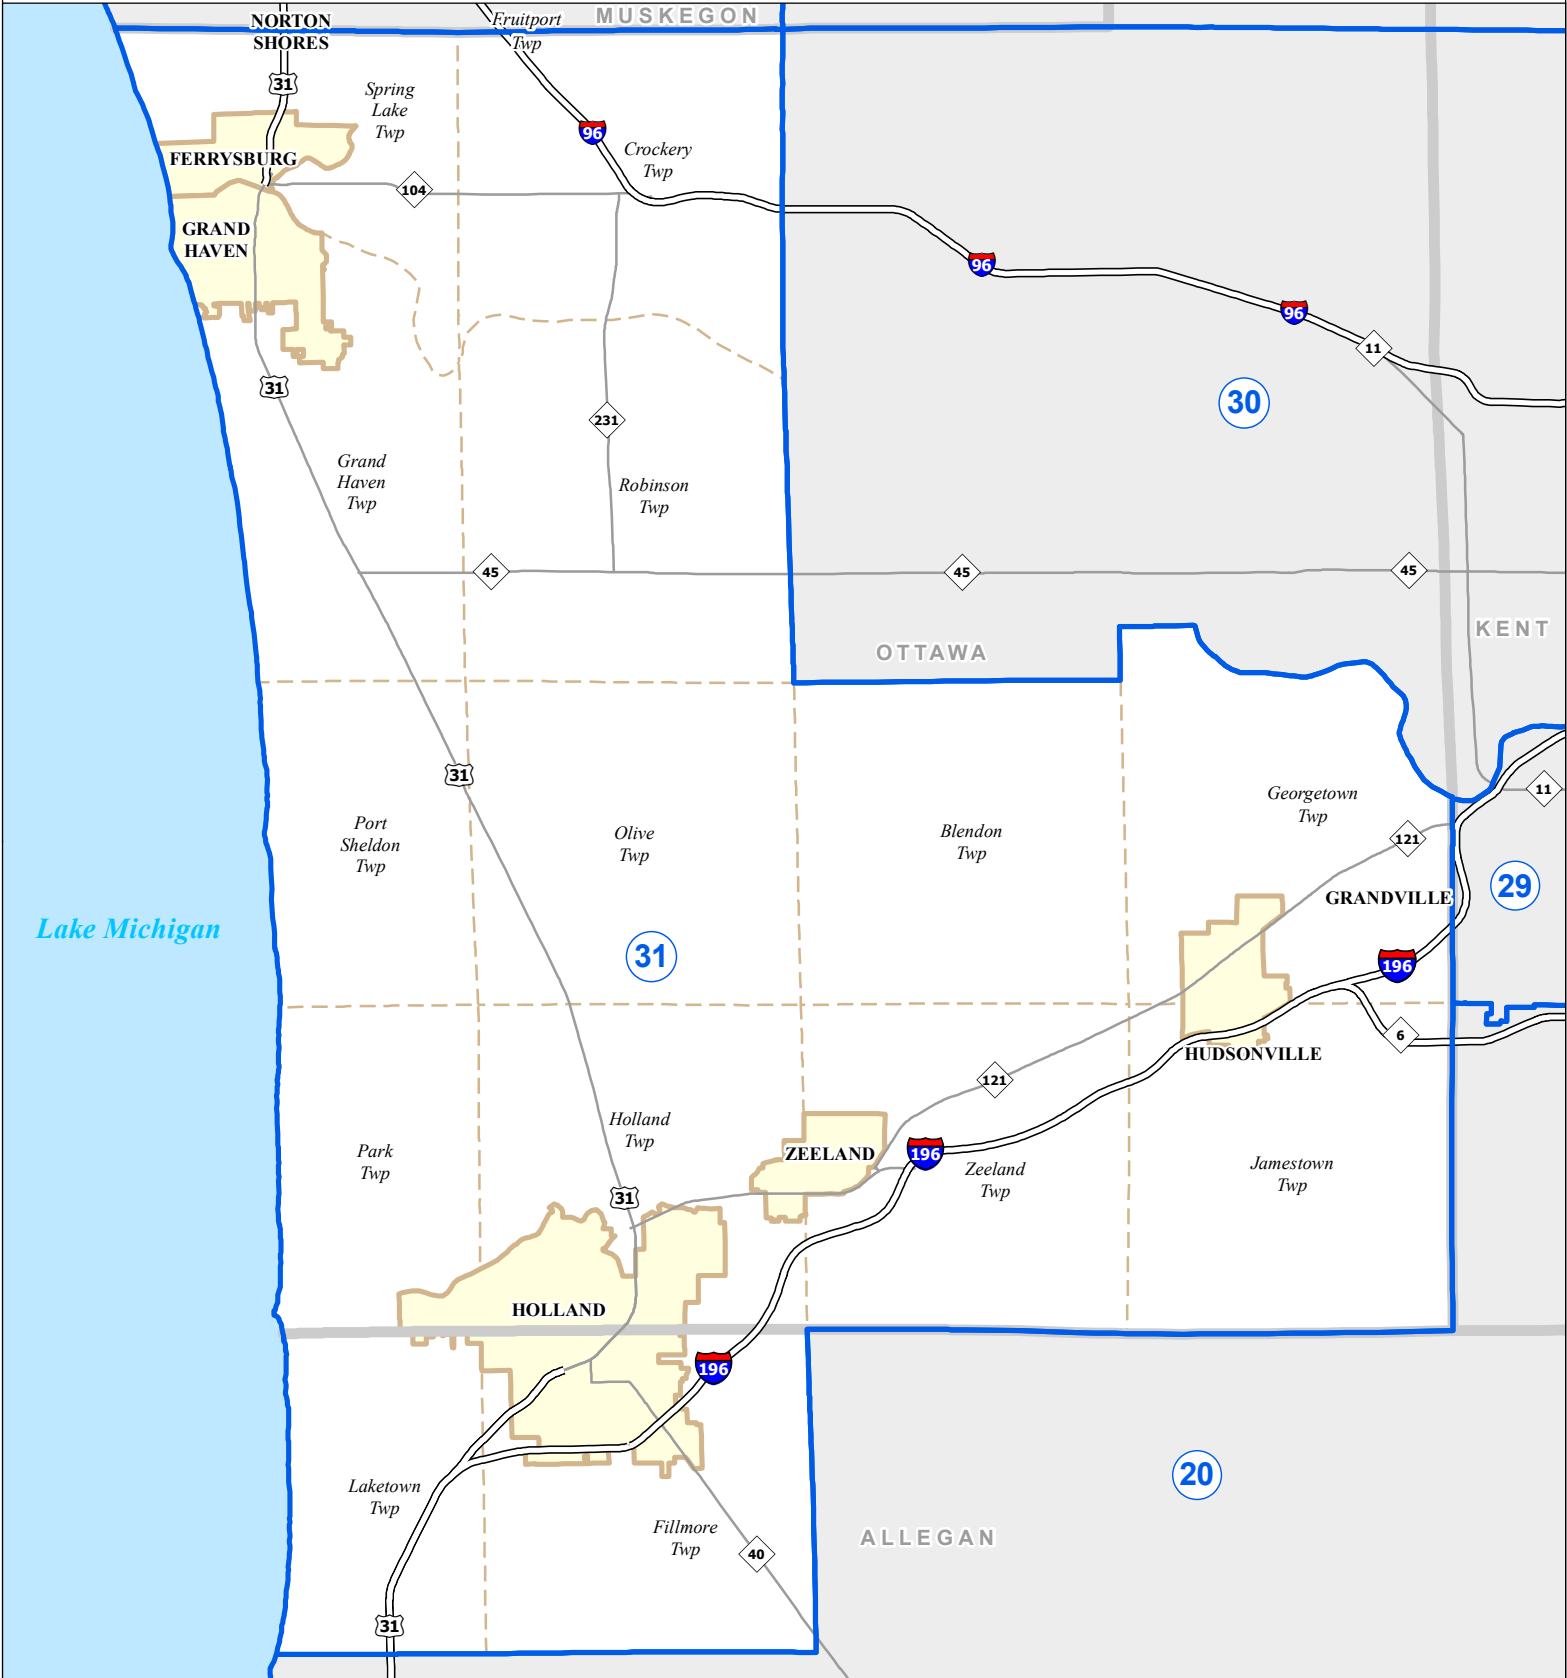 MUSKEGON
NORTON
SHORES
Fruitport
Twp
31
Spring
Lake
Twp
96
Crockery
Twp
FERRYSBURG
104
GRAND
HAVEN
96
96
11
31
30
231
Grand
Haven
Twp
Robinson
Twp
45
45
45
KENT
OTTAWA
31
Georgetown
Twp
11
Port
Sheldon
Twp
Olive
Twp
Blendon
Twp
121
29
GRANDVILLE
Lake Michigan
31
196
6
HUDSONVILLE
121
Holland
Twp
Park
Twp
ZEELAND
196
Zeeland
Twp
Jamestown
Twp
31
HOLLAND
196
20
Laketown
Twp
Fillmore
Twp
ALLEGAN
40
31